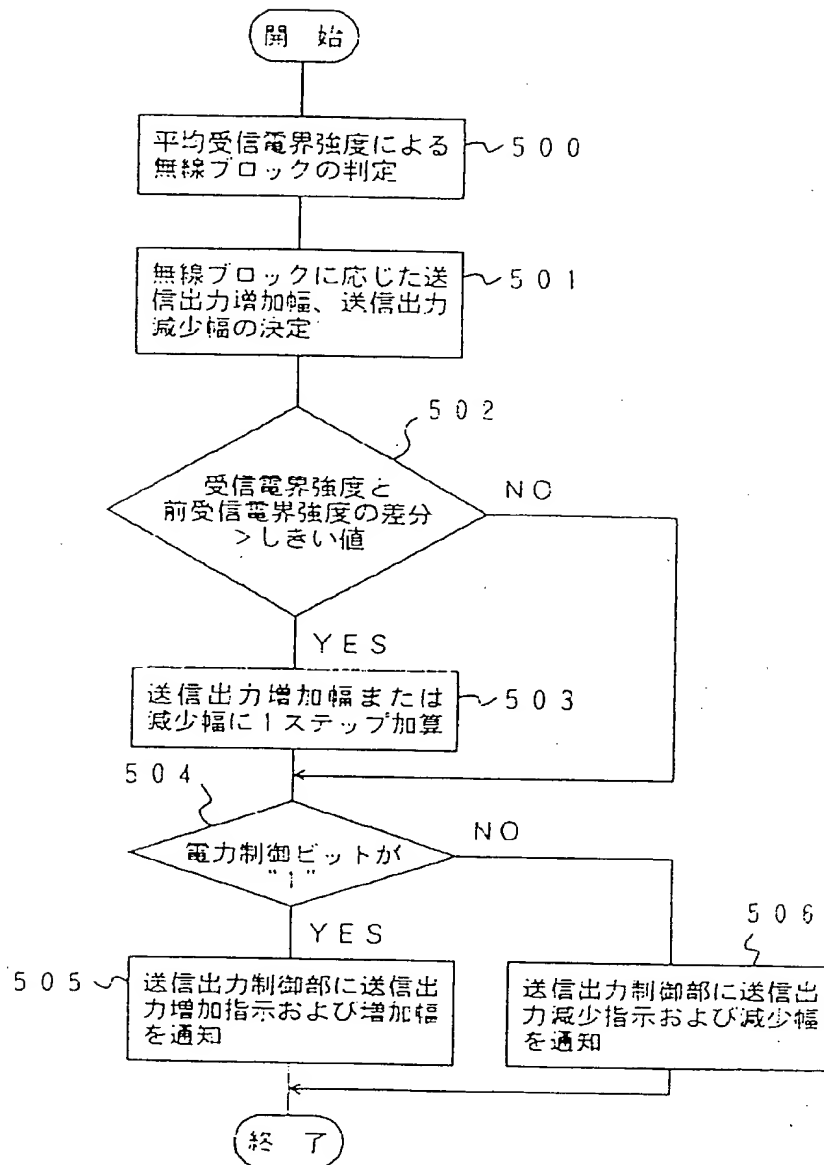 開 始
平均受信電界強度による
無線ブロックの判定
500
無線ブロックに応じた送
信出力増加幅、送信出力
減少幅の決定
501
502
受信電界強度と
前受信電界強度の差分
>しきい値
NO
YES
送信出力増加幅または
減少幅に1ステップ加算
503
504
電力制御ビットが
"1"
NO
YES
505
送信出力制御部に送信出
力増加指示および増加幅
を通知
506
送信出力制御部に送信出
力減少指示および減少幅
を通知
終 了